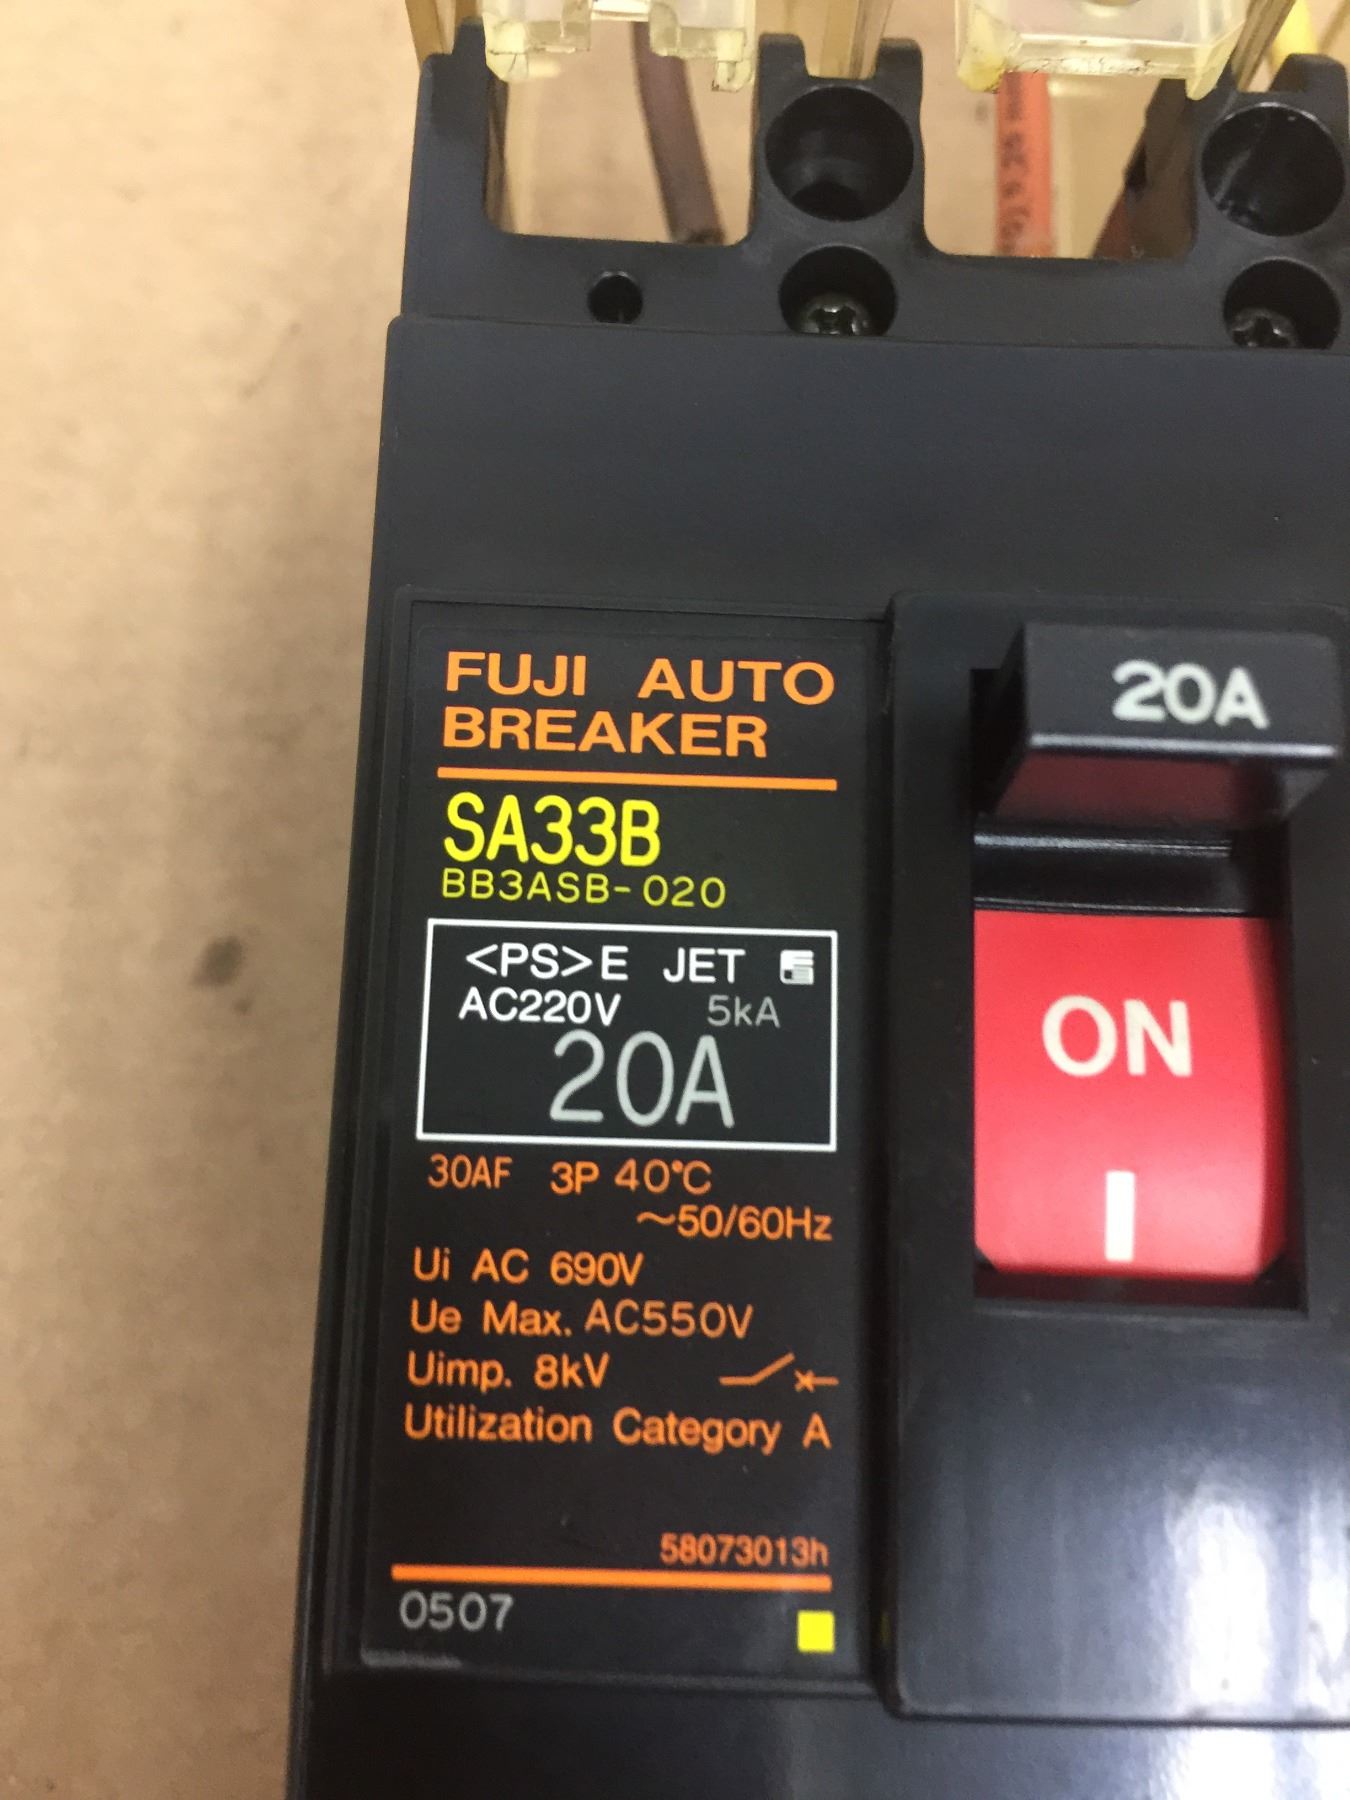 FUJI AUTO
BREAKER
SA33B
BB3ASB-020
<PS>E JET
AC220V 5kA
20A
30AF 3P 40°C
～50/60Hz
Ui AC 690V
Ue Max. AC550V
Uimp. 8kV
Utilization Category A
58073013h
0507
20A
ON